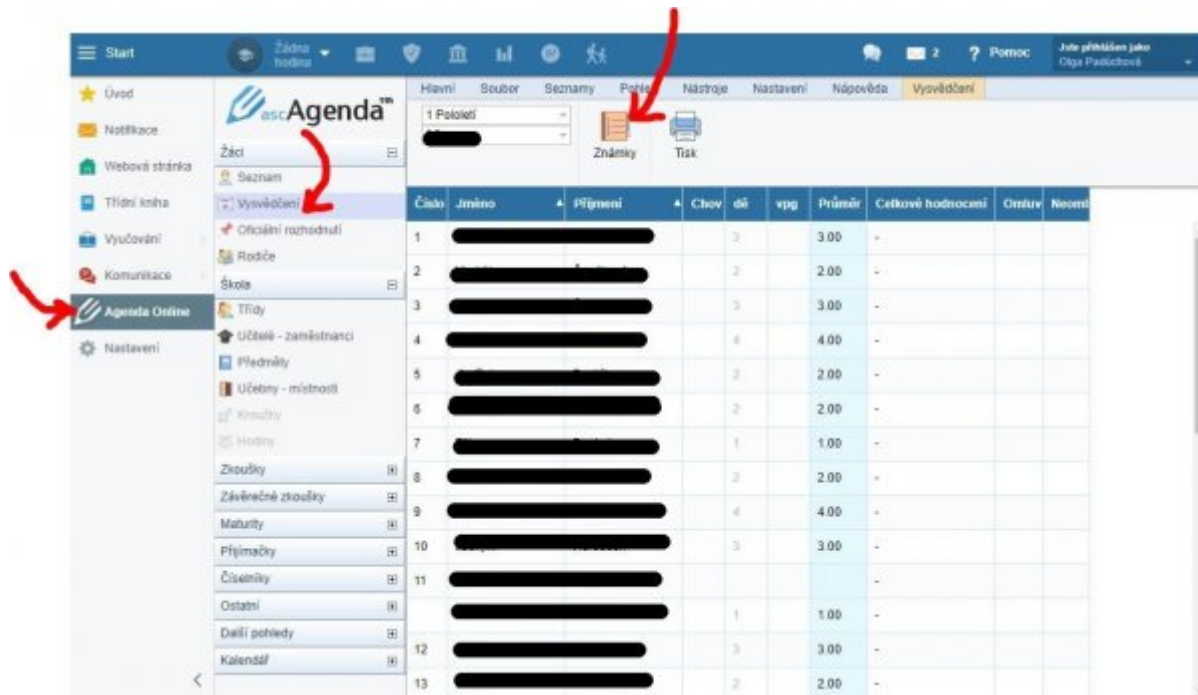 Start
Žádná
hodina
2
? Pomoc
Jste přihlášen jako
Olga Padúchová
Úvod
Notifikace
Webová stránka
Třídní kniha
Vyučování
Komunikace
Agenda Online
Nastavení
ascAgenda™
Žáci
Seznam
Vysvědčení
Oficiální rozhodnutí
Rodiče
Škola
Třídy
Učitelé - zaměstnanci
Předměty
Učebny - místnosti
Kroužky
Hodiny
Zkoušky
Závěrečné zkoušky
Maturity
Přijímačky
Číselníky
Ostatní
Další pohledy
Kalendář
Hlavní Soubor Seznamy Nástroje Nastavení Nápověda Vysvědčení
1 Pololetí
Známky Tisk
Číslo Jméno Příjmení Chov dě vpg Průměr Celkové hodnocení Omluv
1 3 3.00 -
2 2 2.00 -
3 3 3.00 -
4 4 4.00 -
5 2 2.00 -
6 2 2.00 -
7 1 1.00 -
8 2 2.00 -
9 4 4.00 -
10 3 3.00 -
11 -
1 1.00 -
12 3 3.00 -
13 2 2.00 -